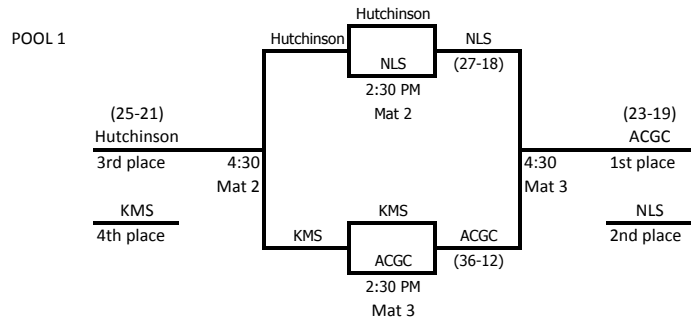 Hutchinson
POOL 1
Hutchinson
NLS
NLS
(27-18)
2:30 PM
Mat 2
(25-21)
(23-19)
Hutchinson
ACGC
3rd place
4:30
4:30
1st place
Mat 2
Mat 3
KMS
KMS
NLS
4th place
KMS
ACGC
2nd place
ACGC
(36-12)
2:30 PM
Mat 3